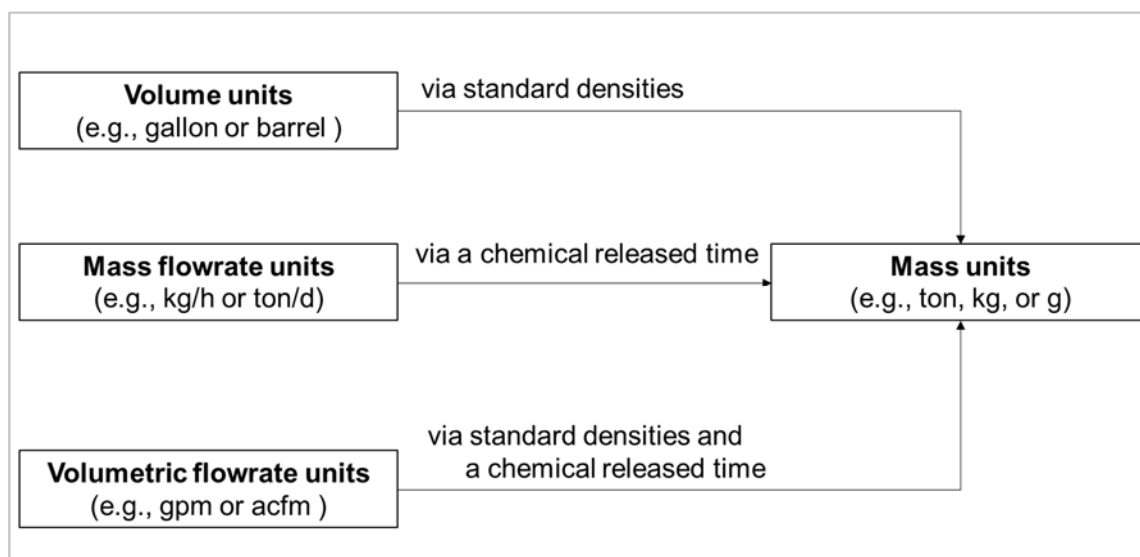 Volume units
(e.g., gallon or barrel )
via standard densities
Mass flowrate units
(e.g., kg/h or ton/d)
via a chemical released time
Mass units
(e.g., ton, kg, or g)
Volumetric flowrate units
(e.g., gpm or acfm )
via standard densities and
a chemical released time